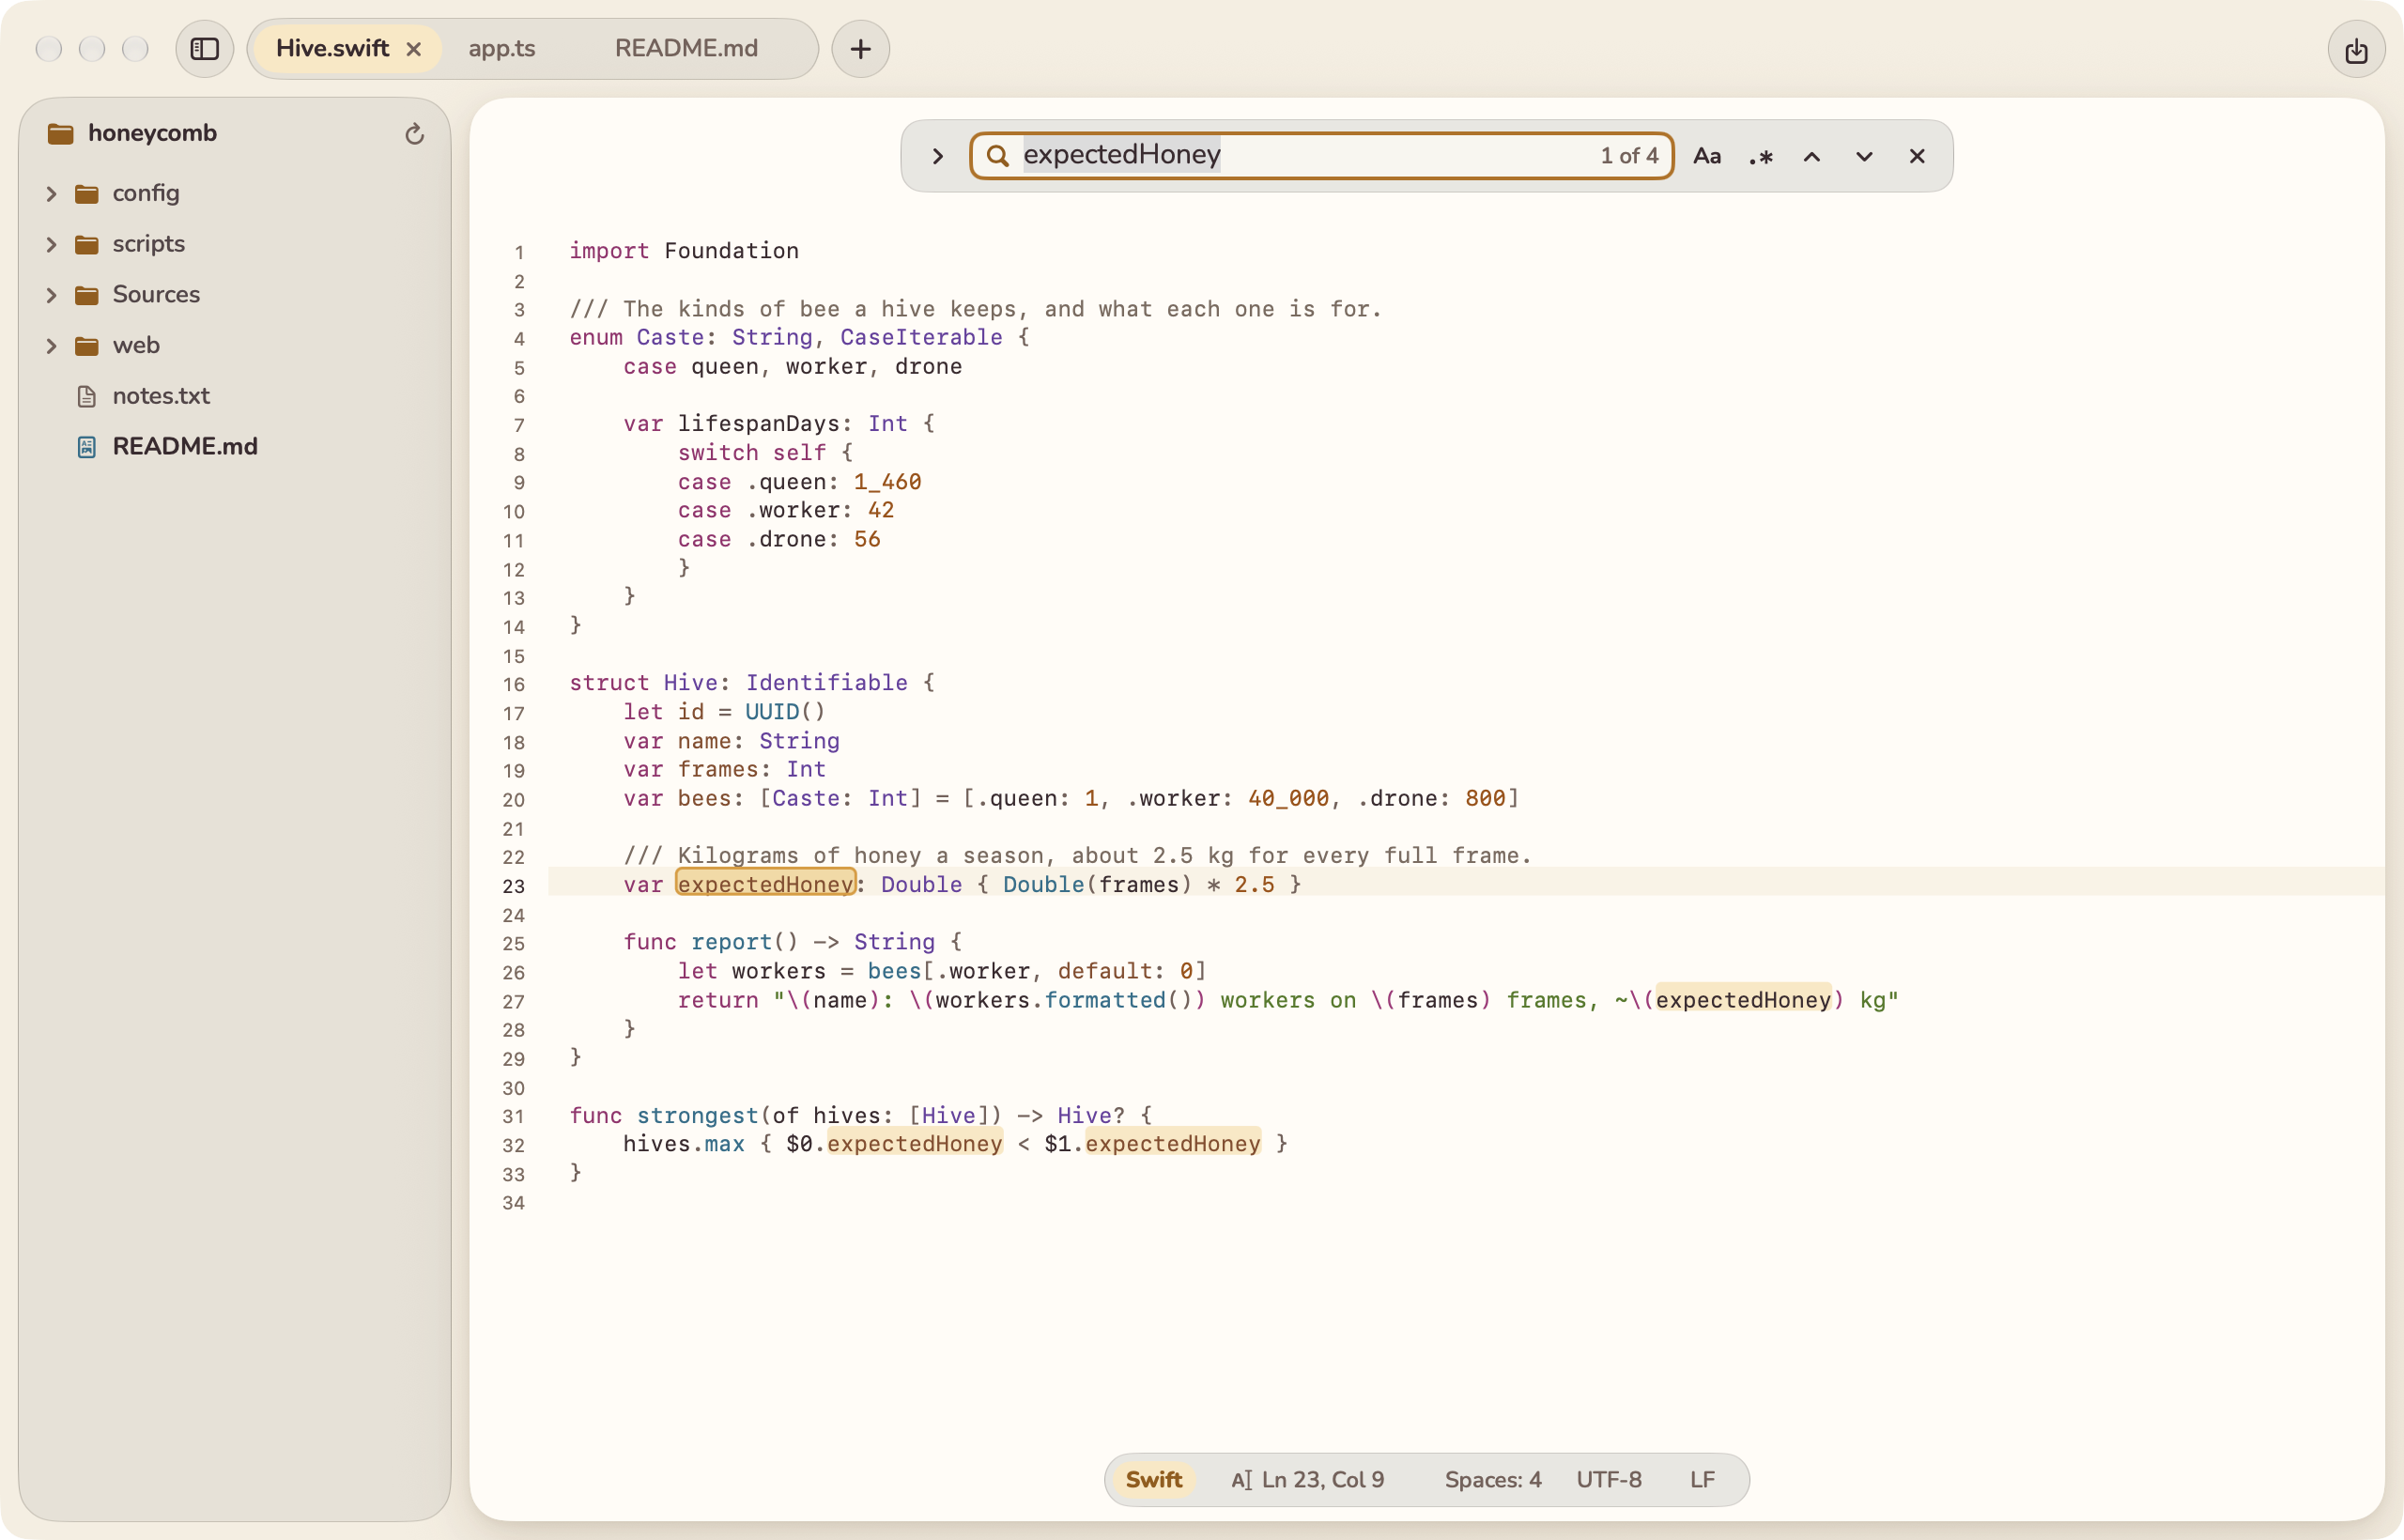 Hive.swift
app.ts
README.md
honeycomb
config
scripts
Sources
web
notes.txt
README.md
expectedHoney 1 of 4 Aa .*
1 import Foundation
2
3 /// The kinds of bee a hive keeps, and what each one is for.
4 enum Caste: String, CaseIterable {
5     case queen, worker, drone
6
7     var lifespanDays: Int {
8         switch self {
9         case .queen: 1_460
10         case .worker: 42
11         case .drone: 56
12         }
13     }
14 }
15
16 struct Hive: Identifiable {
17     let id = UUID()
18     var name: String
19     var frames: Int
20     var bees: [Caste: Int] = [.queen: 1, .worker: 40_000, .drone: 800]
21
22     /// Kilograms of honey a season, about 2.5 kg for every full frame.
23     var expectedHoney: Double { Double(frames) * 2.5 }
24
25     func report() -> String {
26         let workers = bees[.worker, default: 0]
27         return "\(name): \(workers.formatted()) workers on \(frames) frames, ~\(expectedHoney) kg"
28     }
29 }
30
31 func strongest(of hives: [Hive]) -> Hive? {
32     hives.max { $0.expectedHoney < $1.expectedHoney }
33 }
34
Swift Ln 23, Col 9 Spaces: 4 UTF-8 LF